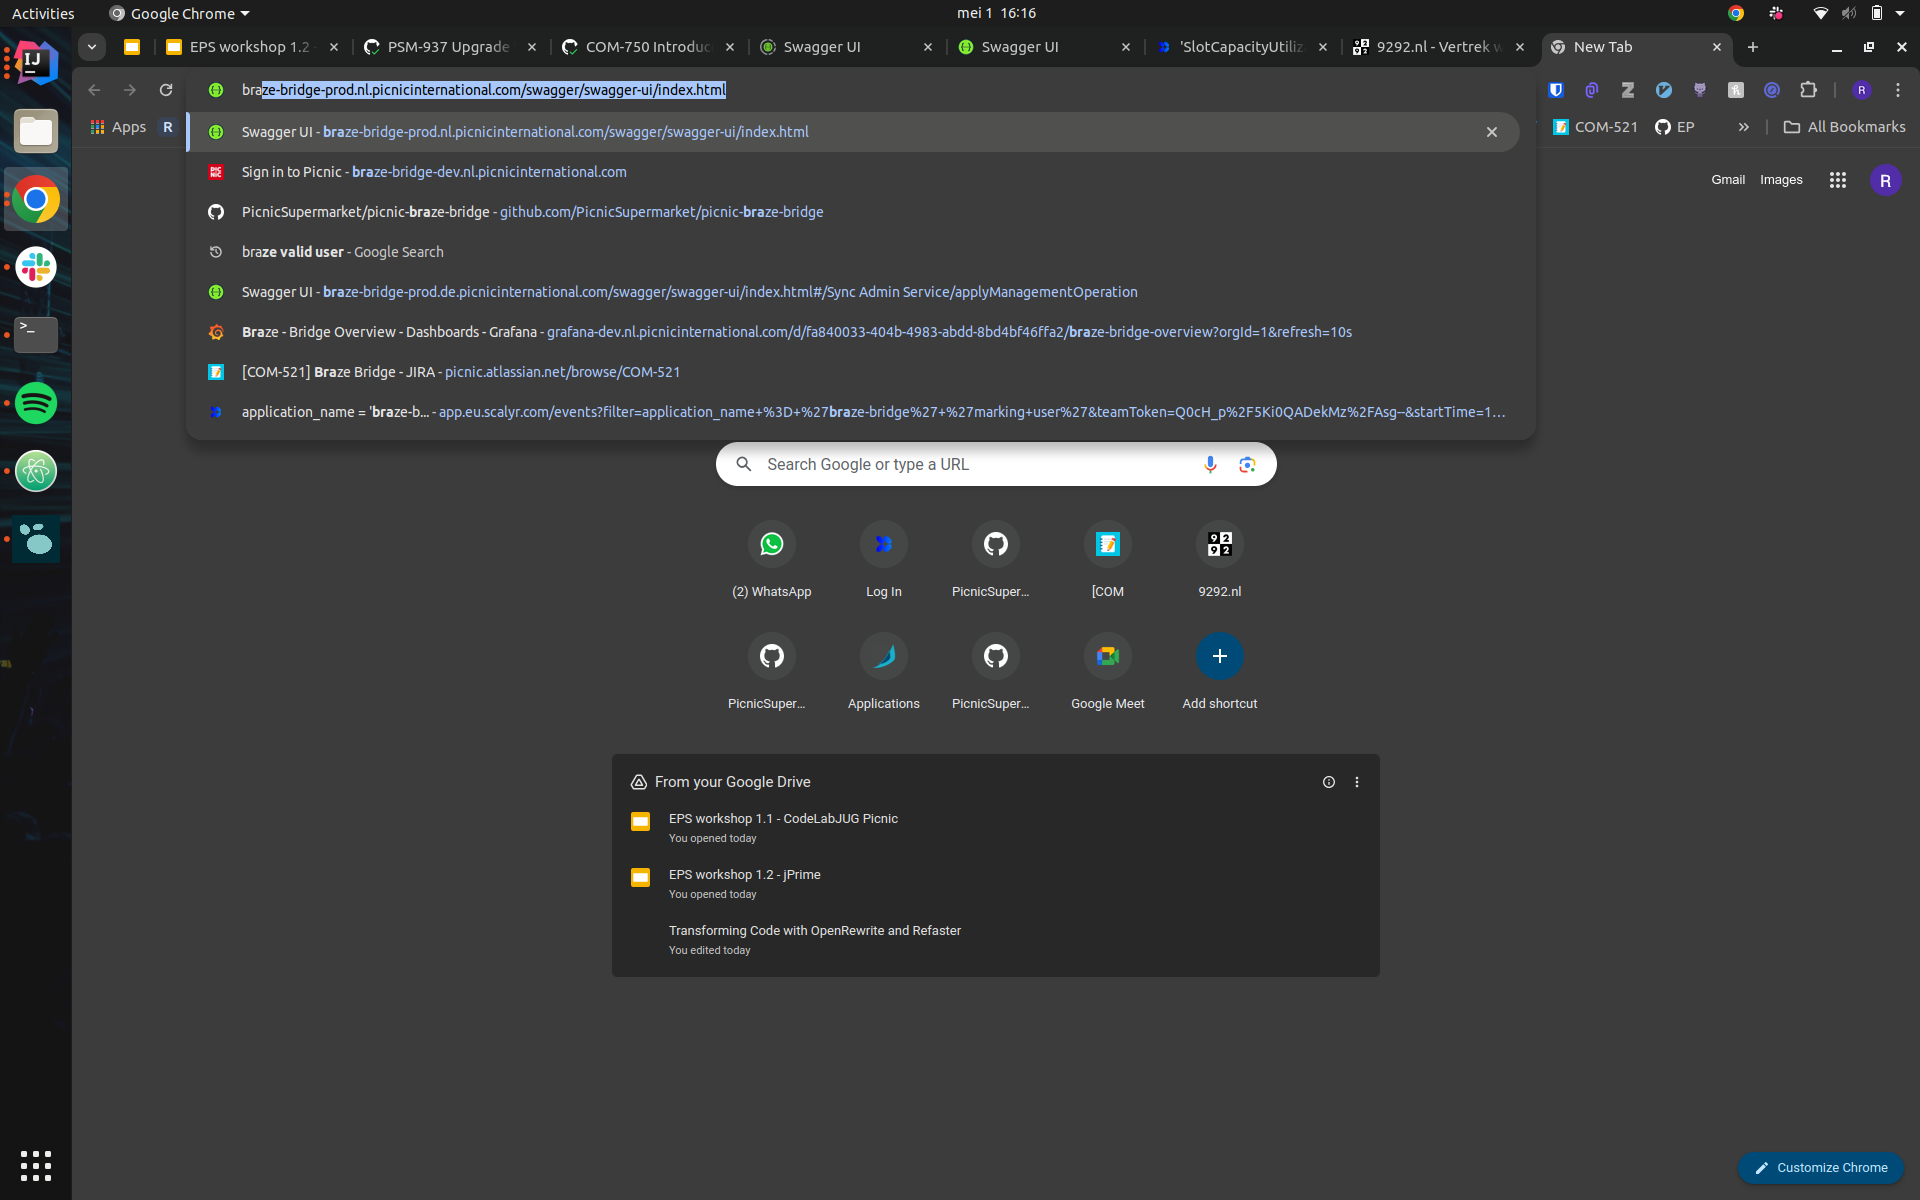 Activities
Google Chrome
mei 1 16:16
EPS workshop 1.2
PSM-937 Upgrade
COM-750 Introduc
Swagger UI
Swagger UI
'SlotCapacityUtiliz
9292.nl - Vertrek
New Tab
braze-bridge-prod.nl.picnicinternational.com/swagger/swagger-ui/index.html
Apps
R
COM-521
EP
All Bookmarks
Swagger UI - braze-bridge-prod.nl.picnicinternational.com/swagger/swagger-ui/index.html
Sign in to Picnic - braze-bridge-dev.nl.picnicinternational.com
PicnicSupermarket/picnic-braze-bridge - github.com/PicnicSupermarket/picnic-braze-bridge
braze valid user - Google Search
Swagger UI - braze-bridge-prod.de.picnicinternational.com/swagger/swagger-ui/index.html#/Sync Admin Service/applyManagementOperation
Braze - Bridge Overview - Dashboards - Grafana - grafana-dev.nl.picnicinternational.com/d/fa840033-404b-4983-abdd-8bd4bf46ffa2/braze-bridge-overview?orgId=1&refresh=10s
[COM-521] Braze Bridge - JIRA - picnic.atlassian.net/browse/COM-521
application_name = 'braze-b... - app.eu.scalyr.com/events?filter=application_name+%3D+%27braze-bridge%27+%27marking+user%27&teamToken=Q0cH_p%2F5Ki0QADekMz%2FAsg--&startTime=1...
Gmail
Images
R
Search Google or type a URL
(2) WhatsApp
Log In
PicnicSuper...
[COM
9292.nl
PicnicSuper...
Applications
PicnicSuper...
Google Meet
Add shortcut
From your Google Drive
EPS workshop 1.1 - CodeLabJUG Picnic
You opened today
EPS workshop 1.2 - jPrime
You opened today
Transforming Code with OpenRewrite and Refaster
You edited today
Customize Chrome